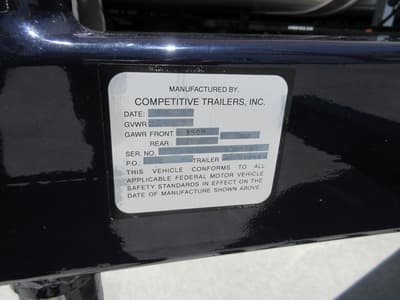 MANUFACTURED BY:
COMPETITIVE TRAILERS, INC.
DATE:
GVWR
GAWR FRONT
REAR
SER. NO.
P.O. TRAILER
THIS VEHICLE CONFORMS TO ALL
APPLICABLE FEDERAL MOTOR VEHICLE
SAFETY STANDARDS IN EFFECT ON THE
DATE OF MANUFACTURE SHOWN ABOVE.